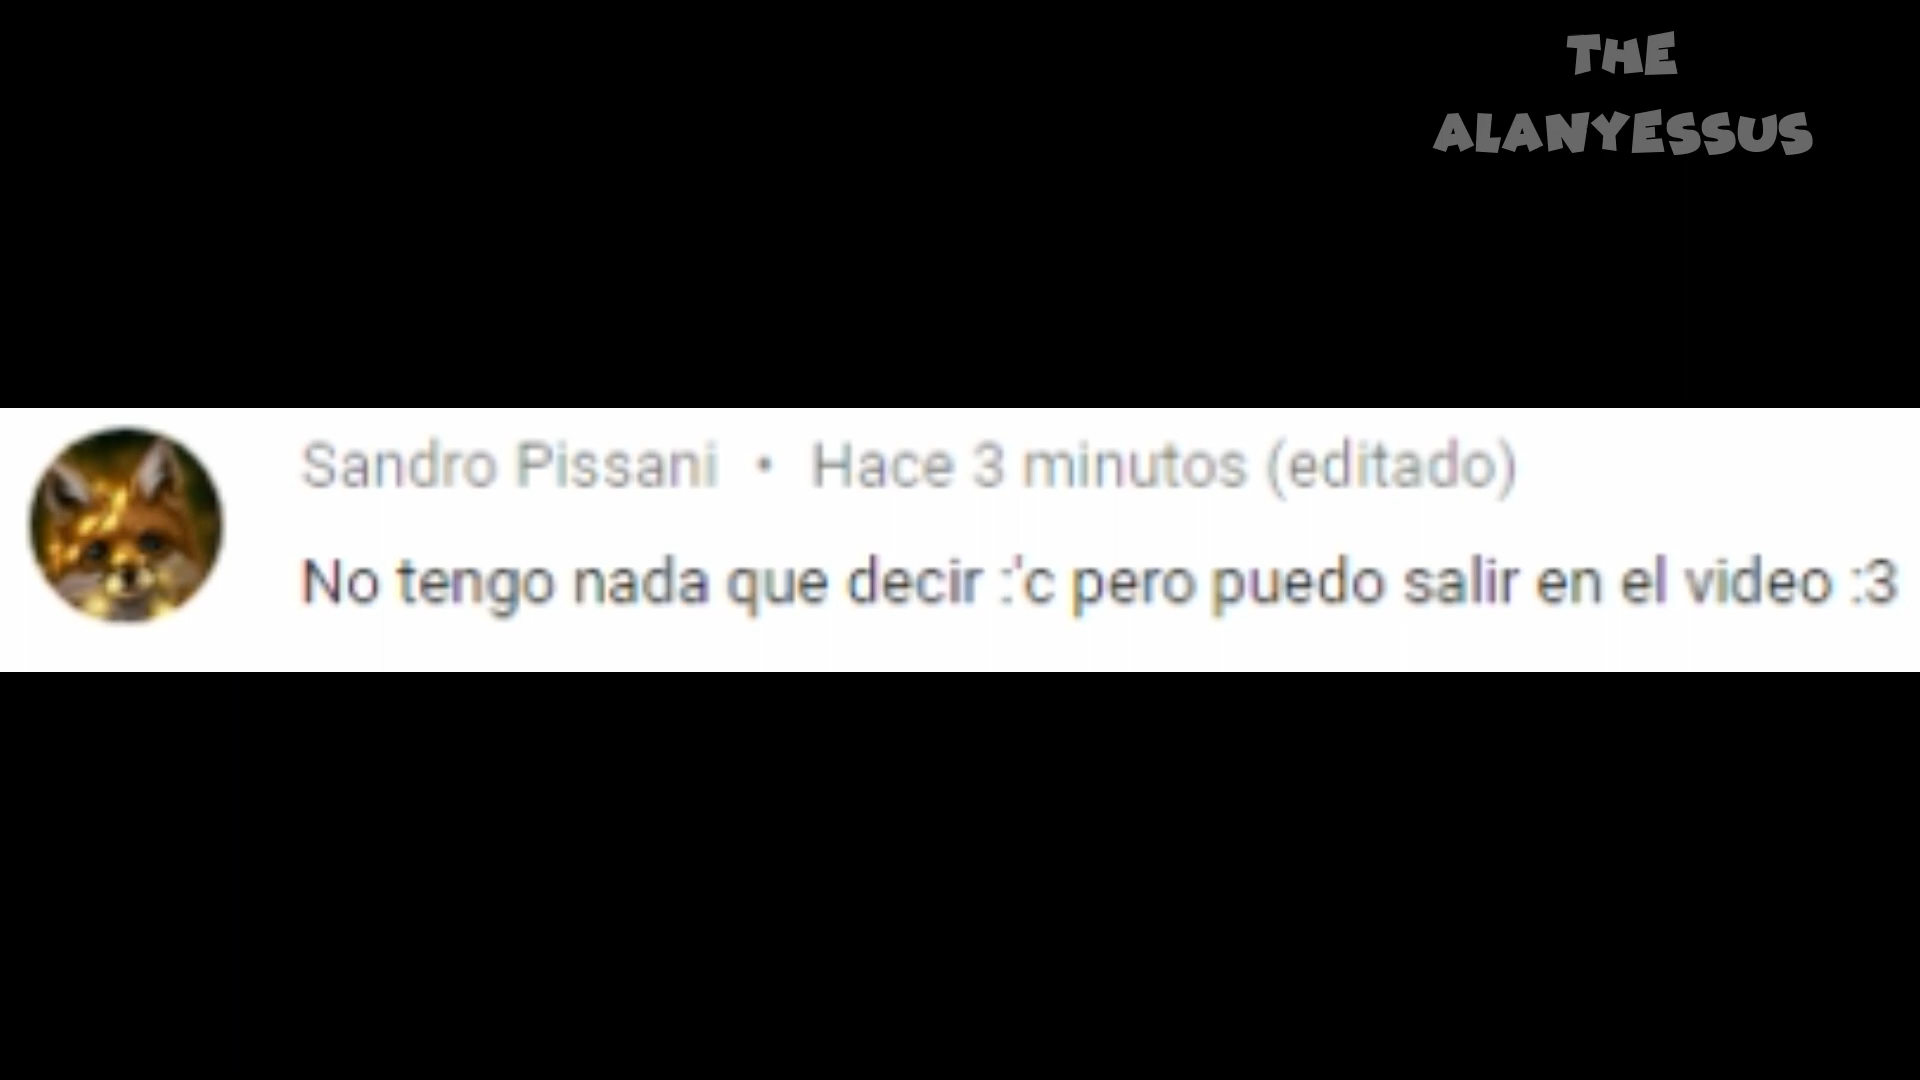 THE
ALANYESSUS
Sandro Pissani • Hace 3 minutos (editado)
No tengo nada que decir :'c pero puedo salir en el video :3